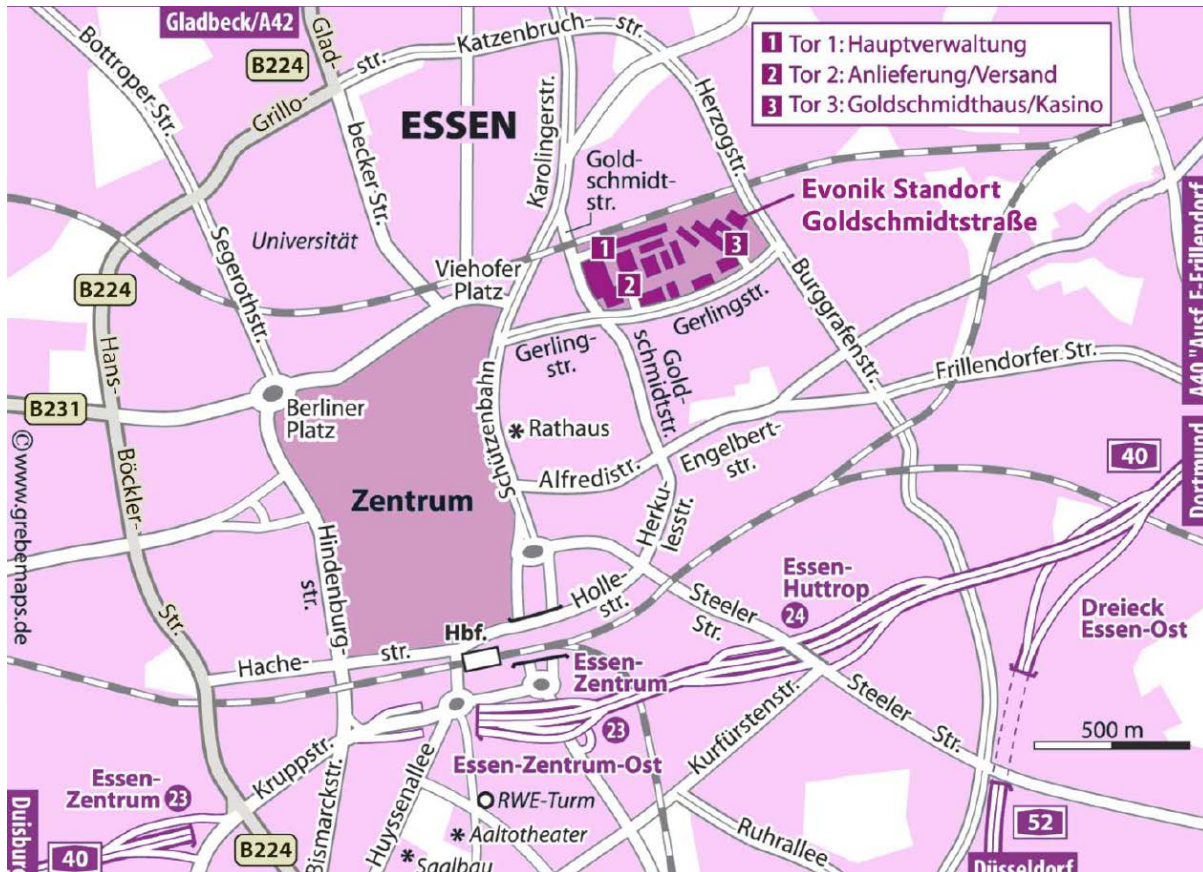 Gladbeck/A42
B224
Bottroper Str.
Glad-
becker Str.
Grillo-
str.
Katzenbruch-
str.
ESSEN
Karolingerstr.
Herzogstr.
1 Tor 1: Hauptverwaltung
2 Tor 2: Anlieferung/Versand
3 Tor 3: Goldschmidthaus/Kasino
Gold-
schmidt-
str.
Evonik Standort
Goldschmidtstraße
1
2
3
Universität
Viehofer
Platz
Segerothstr.
B224
Hans-
Böckler-
Str.
Gerlingstr.
Gerling-
str.
Gold-
schmidtstr.
Burggrafenstr.
Frillendorfer Str.
A40 "Ausf. E-Frillendorf
B231
Berliner
Platz
Schützenbahn
* Rathaus
Alfredistr.
Engelbert-
str.
Zentrum
Herku-
lesstr.
40
Dortmund
©www.grebemaps.de
Hindenburg-
str.
Holle-
str.
Steeler
Str.
Essen-
Huttrop
24
Dreieck
Essen-Ost
Hbf.
Hache-
str.
Essen-
Zentrum
23
Essen-Zentrum-Ost
Steeler
Str.
500 m
Kurfürstenstr.
Kruppstr.
Essen-
Zentrum 23
Bismarckstr.
Huyssenallee
RWE-Turm
* Aaltotheater
* Saalbau
Ruhrallee
Duisburg
40
B224
52
Düsseldorf